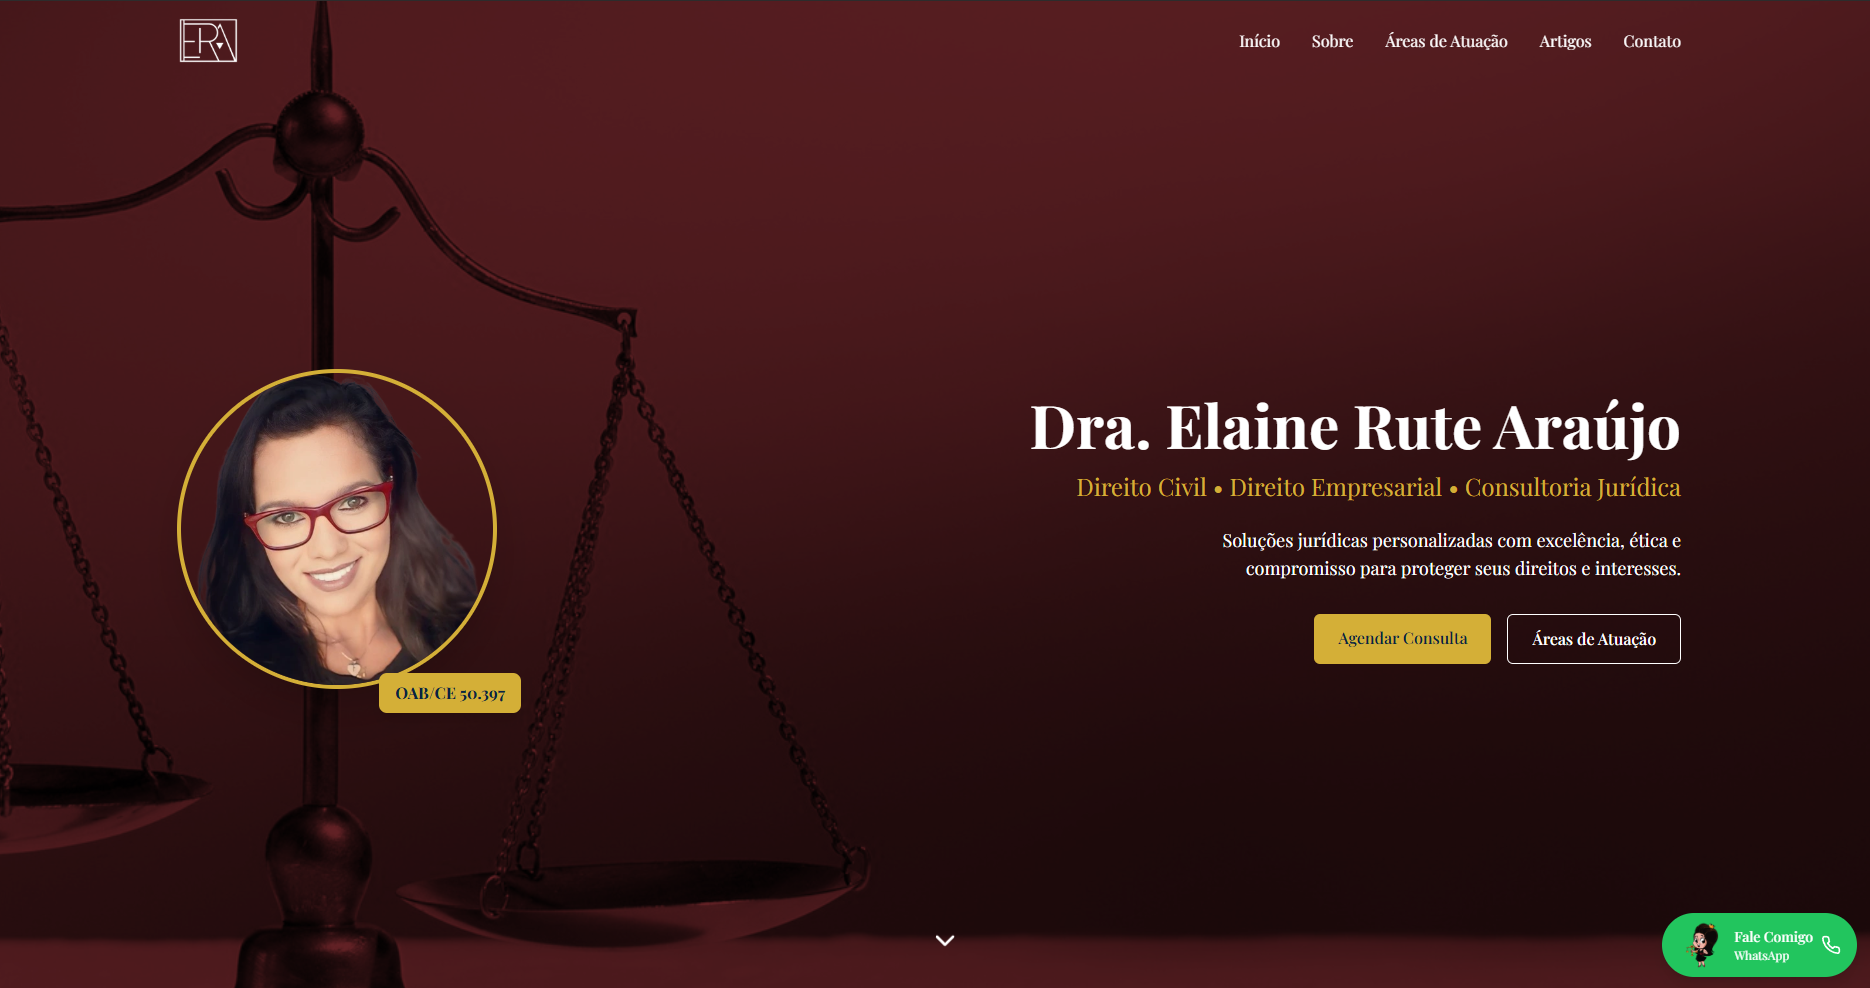 ERA
Início
Sobre
Áreas de Atuação
Artigos
Contato
Dra. Elaine Rute Araújo
Direito Civil • Direito Empresarial • Consultoria Jurídica
Soluções jurídicas personalizadas com excelência, ética e
compromisso para proteger seus direitos e interesses.
Agendar Consulta
Áreas de Atuação
OAB/CE 50.397
Fale Comigo
WhatsApp